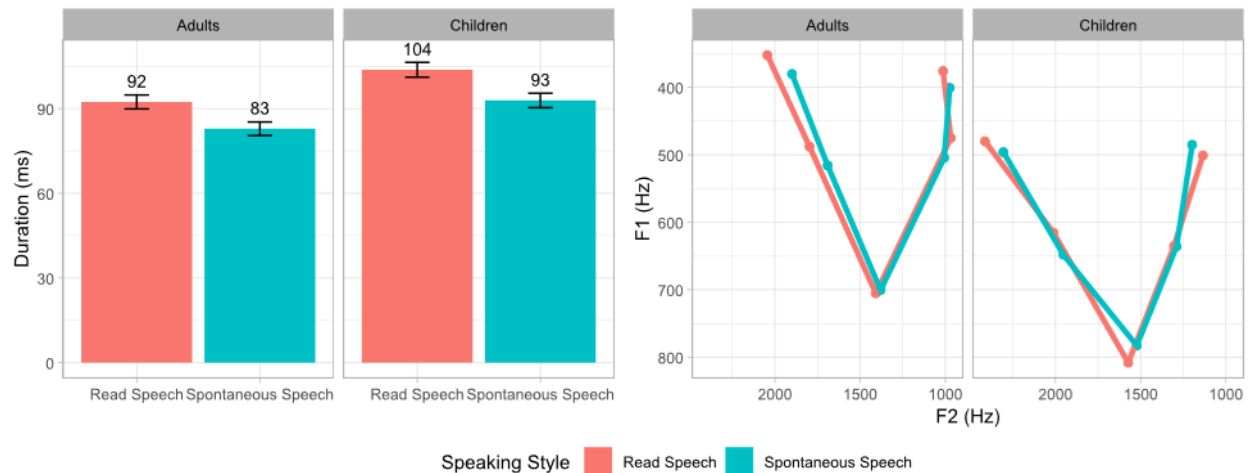 Adults
Children
Duration (ms)
90
60
30
0
92
83
104
93
Read Speech
Spontaneous Speech
Read Speech
Spontaneous Speech
Adults
Children
F1 (Hz)
400
500
600
700
800
2000
1500
1000
2000
1500
1000
F2 (Hz)
Speaking Style
Read Speech
Spontaneous Speech